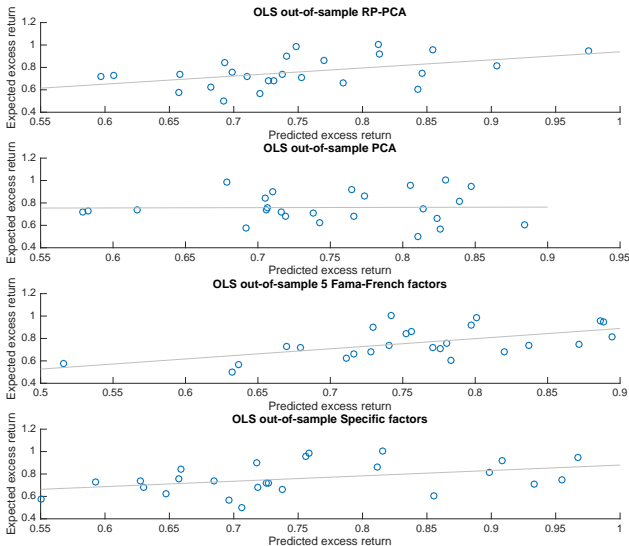 OLS out-of-sample RP-PCA
Expected excess return
1.2
1
0.8
0.6
0.4
0.55 0.6 0.65 0.7 0.75 0.8 0.85 0.9 0.95 1
Predicted excess return
OLS out-of-sample PCA
Expected excess return
1.2
1
0.8
0.6
0.4
0.55 0.6 0.65 0.7 0.75 0.8 0.85 0.9 0.95
Predicted excess return
OLS out-of-sample 5 Fama-French factors
Expected excess return
1.2
1
0.8
0.6
0.4
0.5 0.55 0.6 0.65 0.7 0.75 0.8 0.85 0.9
Predicted excess return
OLS out-of-sample Specific factors
Expected excess return
1.2
1
0.8
0.6
0.4
0.55 0.6 0.65 0.7 0.75 0.8 0.85 0.9 0.95 1
Predicted excess return